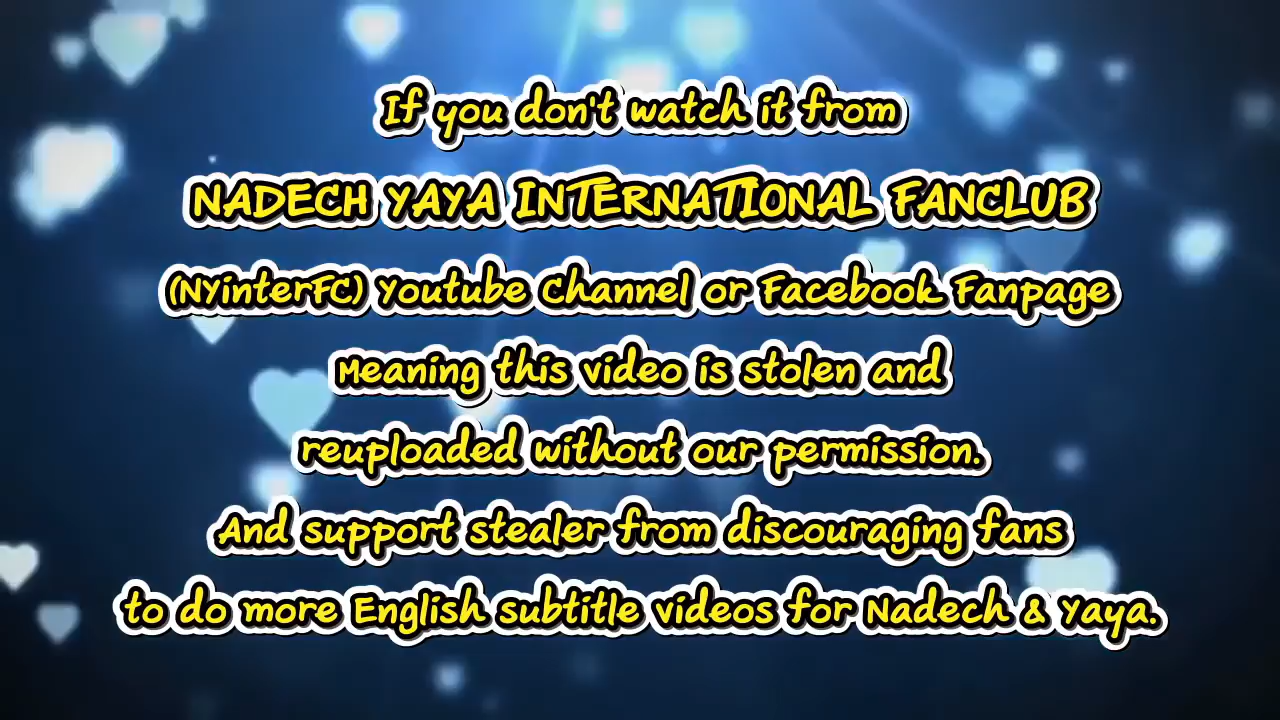 If you don't watch it from
NADECH YAYA INTERNATIONAL FANCLUB
(NYinterFC) Youtube Channel or Facebook Fanpage
Meaning this video is stolen and
reuploaded without our permission.
And support stealer from discouraging fans
to do more English subtitle videos for Nadech & Yaya.